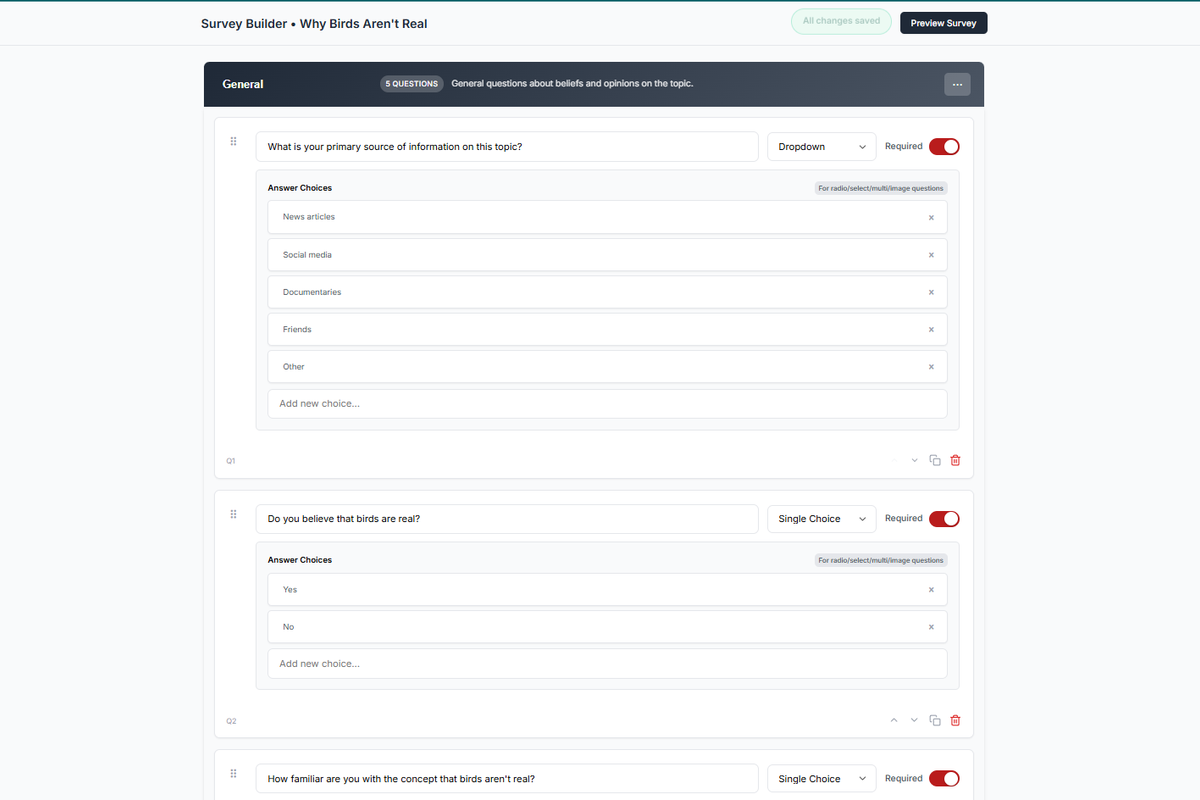 Survey Builder • Why Birds Aren't Real
All changes saved
Preview Survey
General
5 QUESTIONS
General questions about beliefs and opinions on the topic.
...
What is your primary source of information on this topic?
Dropdown
Required
Answer Choices
For radio/select/multi/image questions
News articles
x
Social media
x
Documentaries
x
Friends
x
Other
x
Add new choice...
Q1
Do you believe that birds are real?
Single Choice
Required
Answer Choices
For radio/select/multi/image questions
Yes
x
No
x
Add new choice...
Q2
How familiar are you with the concept that birds aren't real?
Single Choice
Required